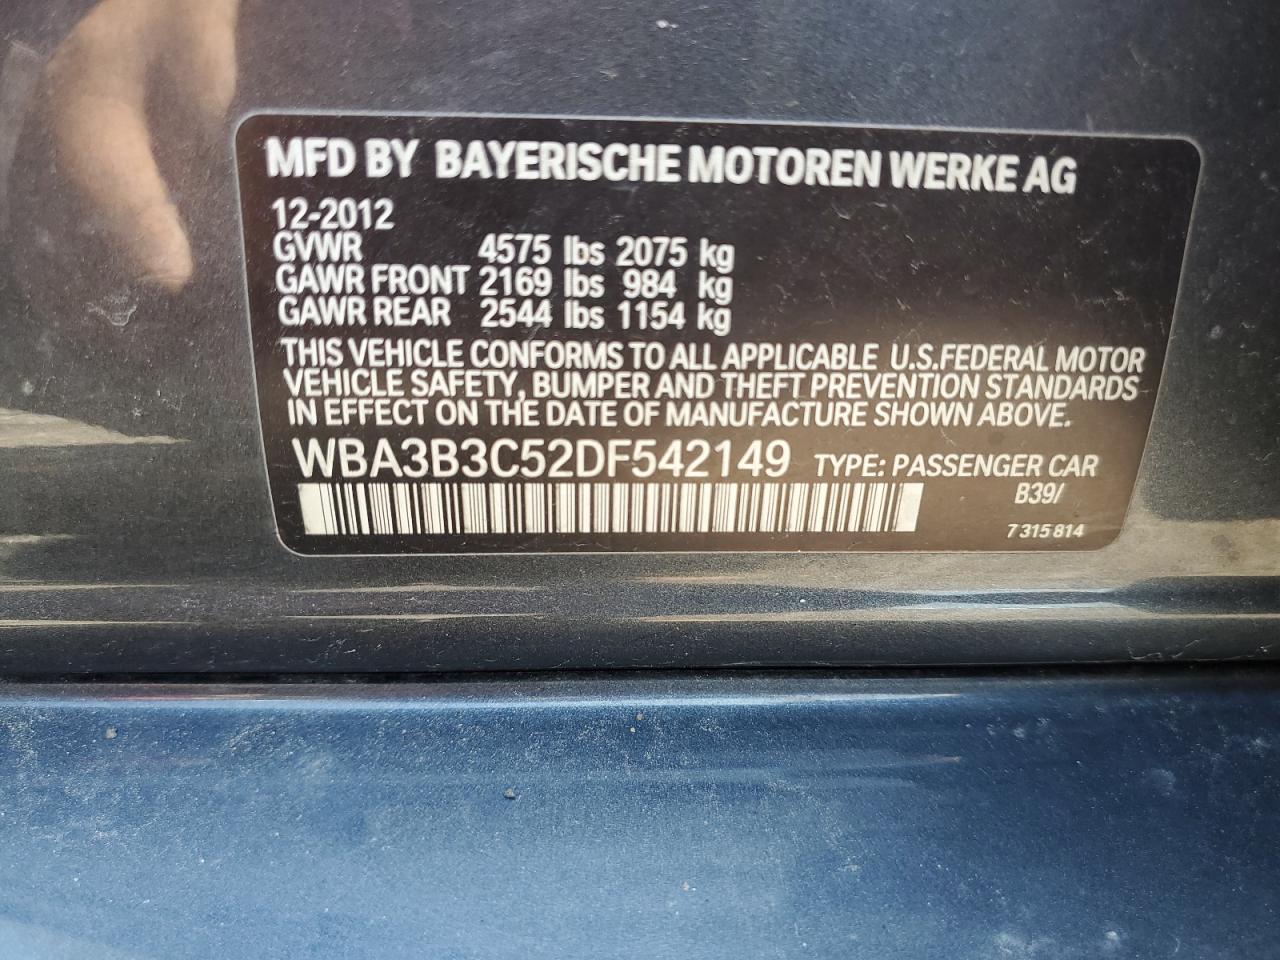 MFD BY BAYERISCHE MOTOREN WERKE AG
12-2012
GVWR 4575 lbs 2075 kg
GAWR FRONT 2169 lbs 984 kg
GAWR REAR 2544 lbs 1154 kg
THIS VEHICLE CONFORMS TO ALL APPLICABLE U.S.FEDERAL MOTOR
VEHICLE SAFETY, BUMPER AND THEFT PREVENTION STANDARDS
IN EFFECT ON THE DATE OF MANUFACTURE SHOWN ABOVE.
WBA3B3C52DF542149 TYPE: PASSENGER CAR
B39/
7 315 814